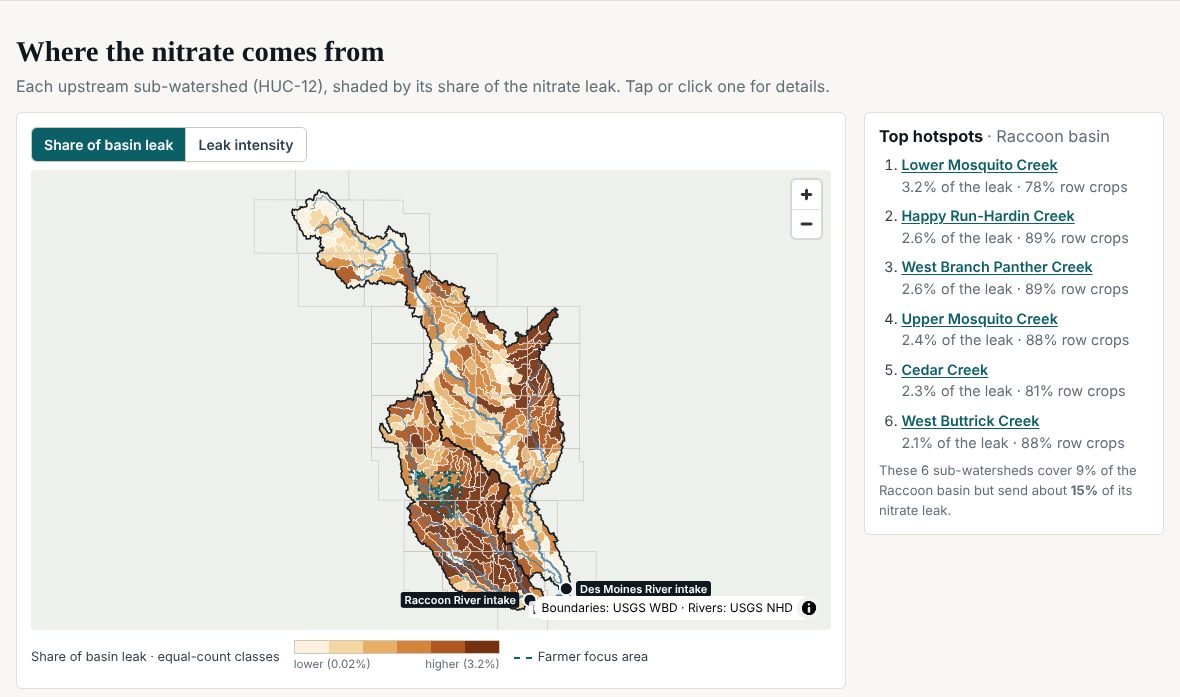 Where the nitrate comes from
Each upstream sub-watershed (HUC-12), shaded by its share of the nitrate leak. Tap or click one for details.
Share of basin leak
Leak intensity
+
−
Raccoon River intake
Des Moines River intake
Boundaries: USGS WBD · Rivers: USGS NHD
Share of basin leak · equal-count classes
lower (0.02%)
higher (3.2%)
Farmer focus area
Top hotspots · Raccoon basin
1. Lower Mosquito Creek
3.2% of the leak · 78% row crops
2. Happy Run-Hardin Creek
2.6% of the leak · 89% row crops
3. West Branch Panther Creek
2.6% of the leak · 89% row crops
4. Upper Mosquito Creek
2.4% of the leak · 88% row crops
5. Cedar Creek
2.3% of the leak · 81% row crops
6. West Buttrick Creek
2.1% of the leak · 88% row crops
These 6 sub-watersheds cover 9% of the
Raccoon basin but send about 15% of its
nitrate leak.